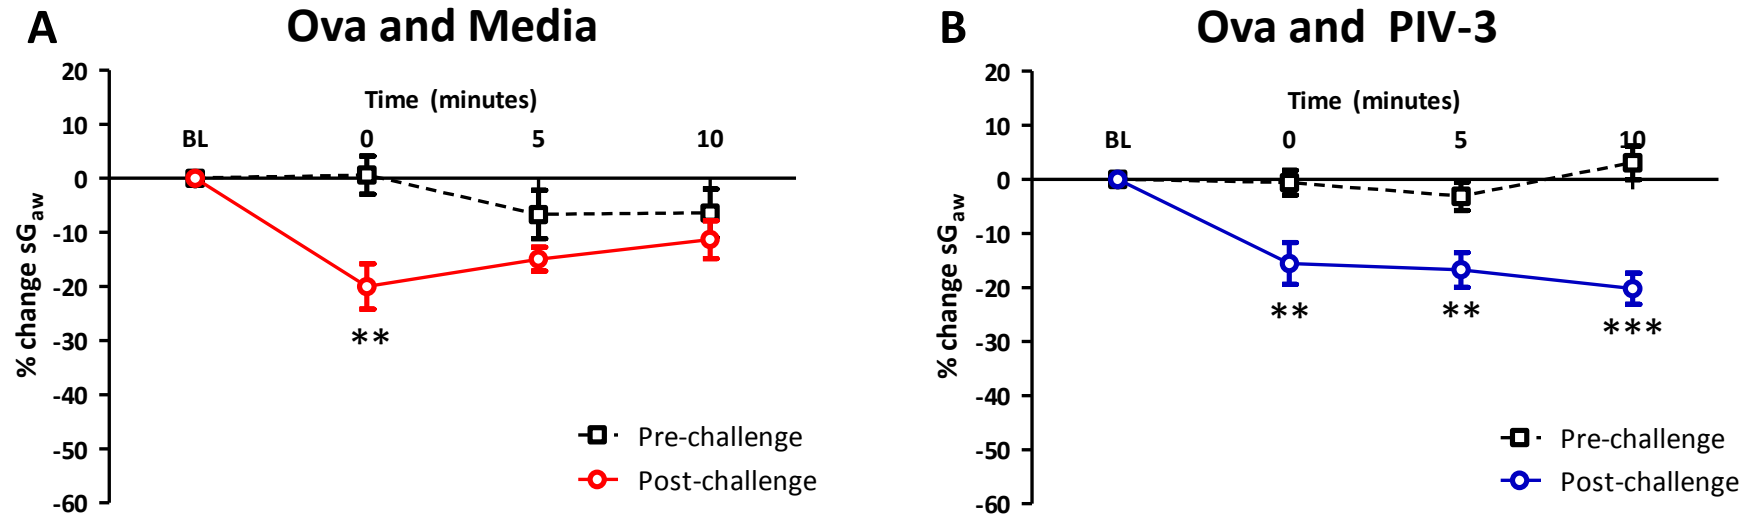 A
Ova and Media
20
10
0
-10
-20
-30
-40
-50
-60
% change sGaw
Time (minutes)
BL 0 5 10
**
Pre-challenge
Post-challenge
B
Ova and PIV-3
20
10
0
-10
-20
-30
-40
-50
-60
% change sGaw
Time (minutes)
BL 0 5 10
** ** ***
Pre-challenge
Post-challenge